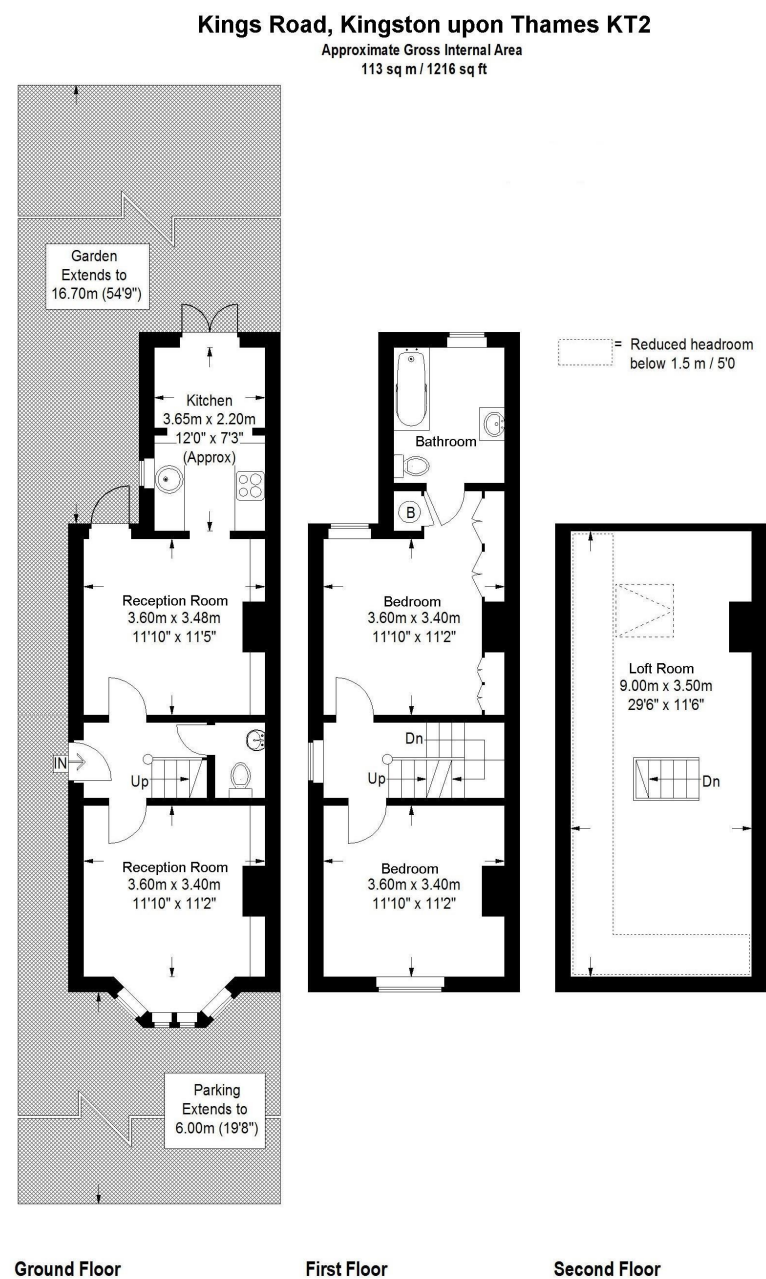 Kings Road, Kingston upon Thames KT2
Approximate Gross Internal Area
113 sq m / 1216 sq ft
Garden
Extends to
16.70m (54'9")
= Reduced headroom
below 1.5 m / 5'0
Kitchen
3.65m x 2.20m
12'0" x 7'3"
(Approx)
Bathroom
B
Reception Room
3.60m x 3.48m
11'10" x 11'5"
Bedroom
3.60m x 3.40m
11'10" x 11'2"
Loft Room
9.00m x 3.50m
29'6" x 11'6"
IN
Up
Dn
Up
Dn
Reception Room
3.60m x 3.40m
11'10" x 11'2"
Bedroom
3.60m x 3.40m
11'10" x 11'2"
Parking
Extends to
6.00m (19'8")
Ground Floor
First Floor
Second Floor